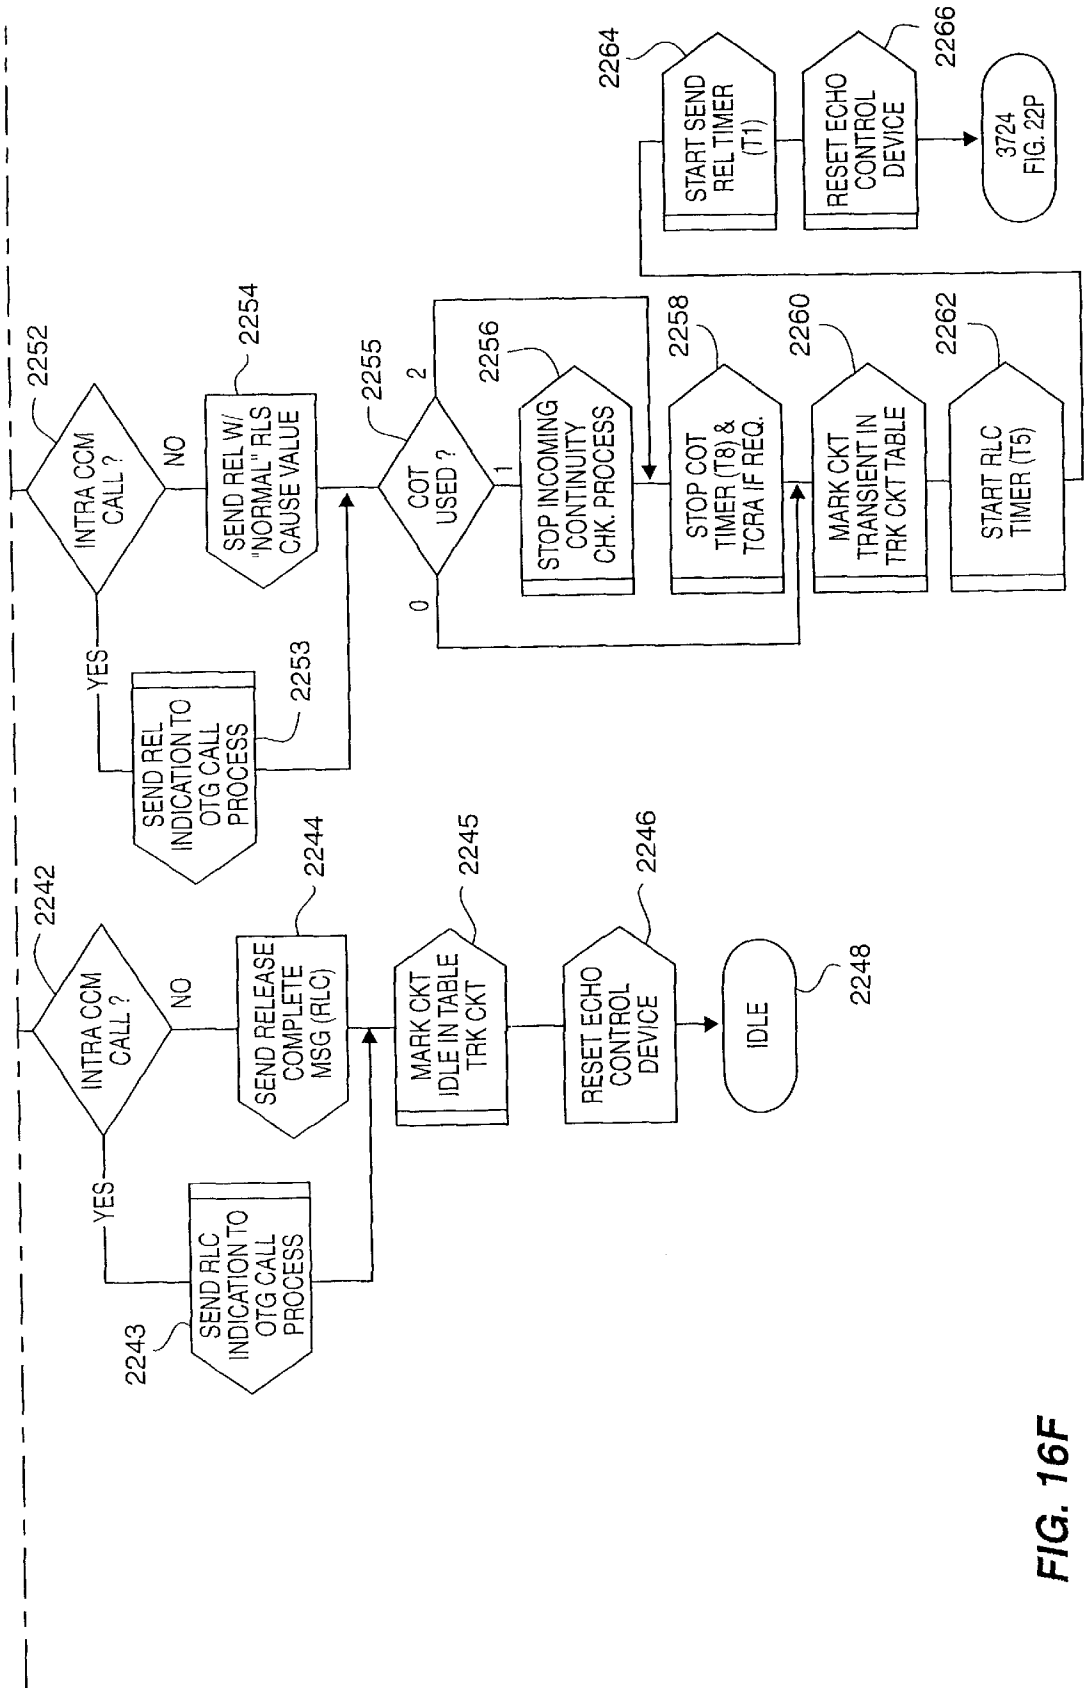 2242
INTRA CCM
CALL ?
YES
NO
2243
SEND RLC
INDICATION TO
OTG CALL
PROCESS
2244
SEND RELEASE
COMPLETE
MSG (RLC)
2245
MARK CKT
IDLE IN TABLE
TRK CKT
2246
RESET ECHO
CONTROL
DEVICE
IDLE
2248
2252
INTRA CCM
CALL ?
YES
NO
SEND REL
INDICATION TO
OTG CALL
PROCESS
2253
2254
SEND REL W/
"NORMAL" RLS
CAUSE VALUE
2255
COT
USED ?
0
1
2
2256
STOP INCOMING
CONTINUITY
CHK. PROCESS
2258
STOP COT
TIMER (T8) &
TCRA IF REQ.
2260
MARK CKT
TRANSIENT IN
TRK CKT TABLE
2262
START RLC
TIMER (T5)
2264
START SEND
REL TIMER
(T1)
2266
RESET ECHO
CONTROL
DEVICE
3724
FIG. 22P
FIG. 16F